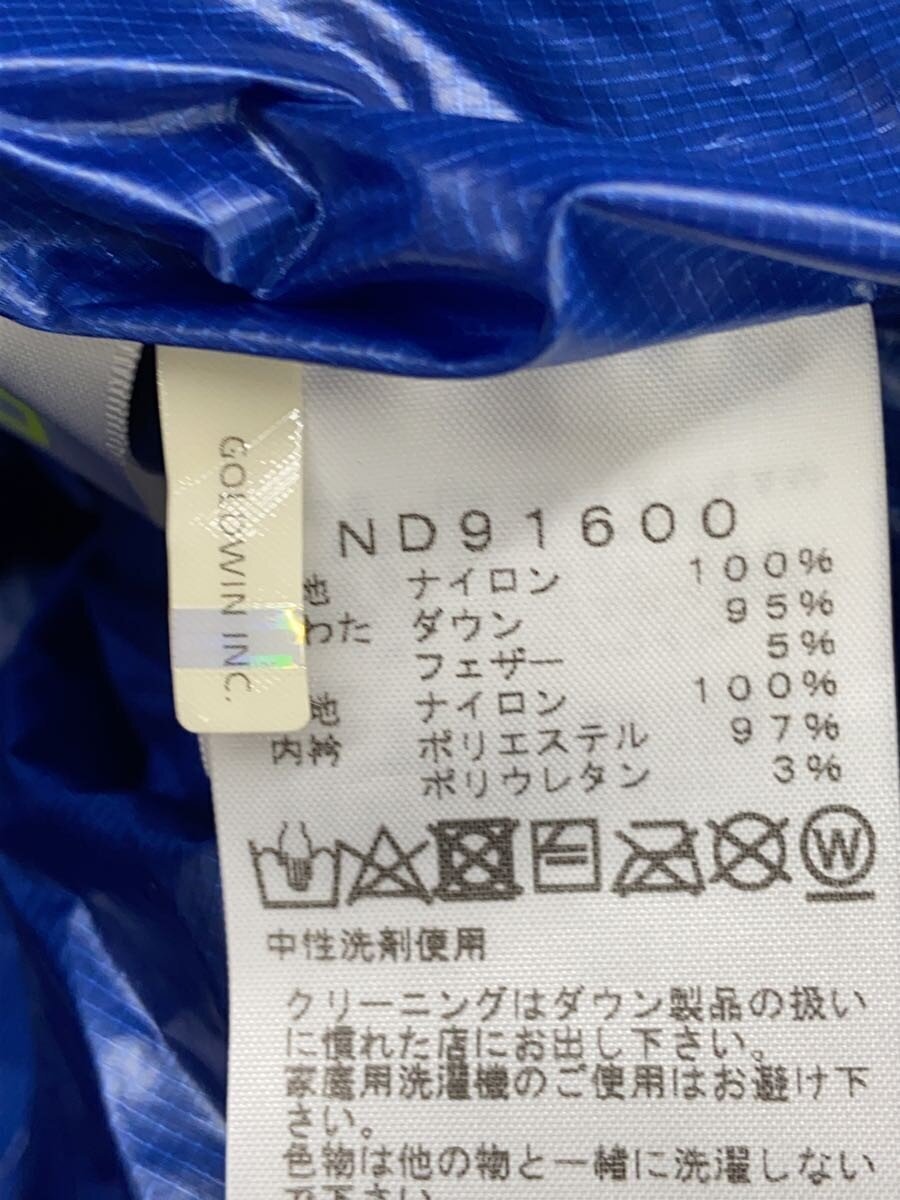 GOLDWIN INC.
ND91600
地 ナイロン 100%
わた ダウン 95%
フェザー 5%
地 ナイロン 100%
内衿 ポリエステル 97%
ポリウレタン 3%
W
中性洗剤使用
クリーニングはダウン製品の扱い
に慣れた店にお出し下さい。
家庭用洗濯機のご使用はお避け下
さい。
色物は他の物と一緒に洗濯しない
で下さい。